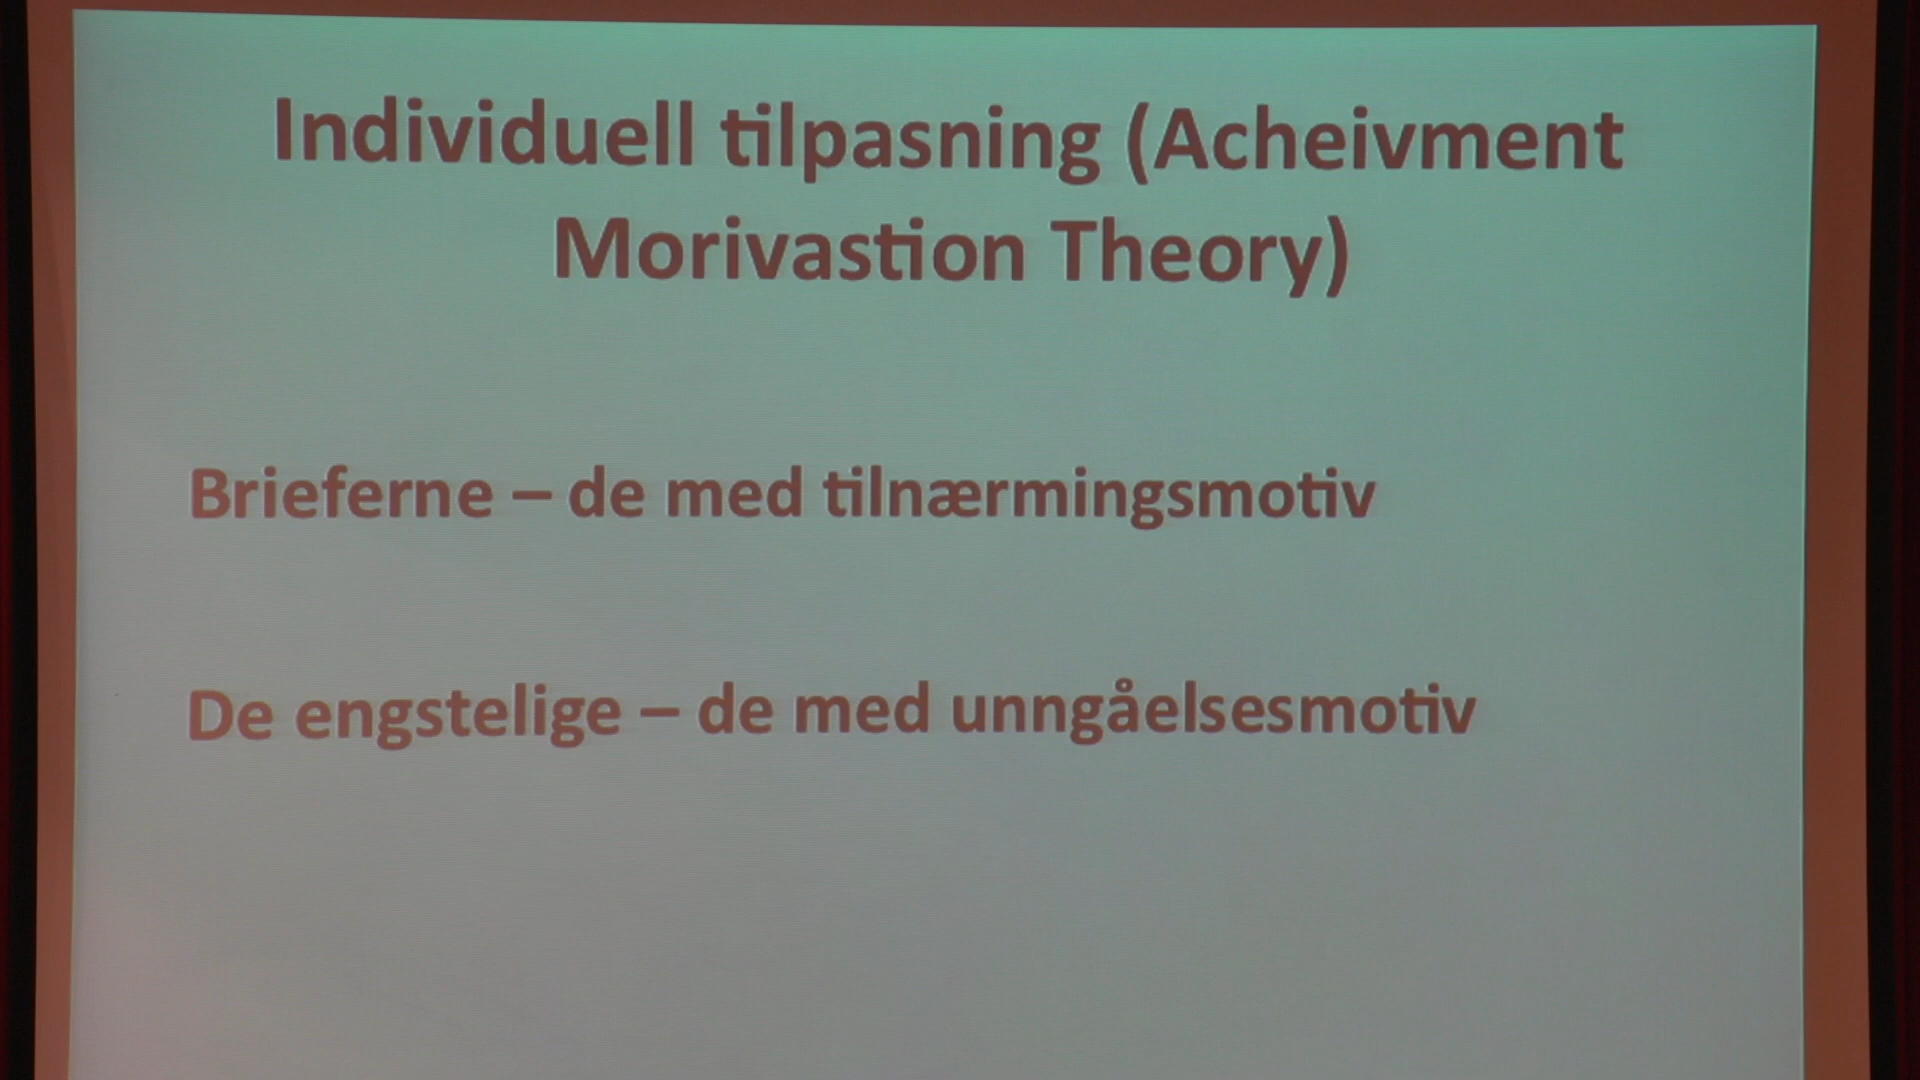 Individuell tilpasning (Acheivment
Morivastion Theory)
Brieferne – de med tilnærmingsmotiv
De engstelige – de med unngåelsesmotiv